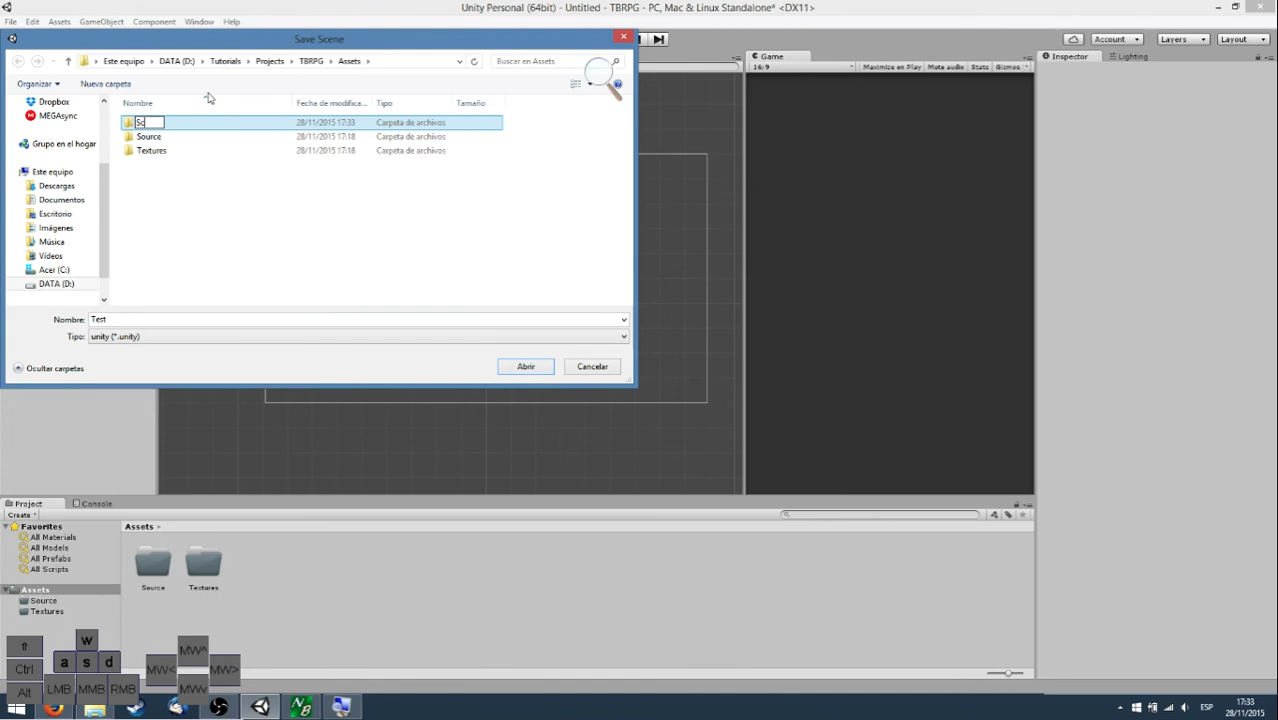 Unity Personal (64bit) - Untitled - TBRPG - PC, Mac & Linux Standalone* <DX11>
File Edit Assets GameObject Component Window Help
Save Scene
Account Layers Layout
Este equipo DATA (D:) Tutorials Projects TBRPG Assets
Buscar en Assets
Game
Inspector Lighting
16:9 Maximize on Play Mute audio Stats Gizmos
Organizar Nueva carpeta
Nombre Fecha de modifica... Tipo Tamaño
Sc 28/11/2015 17:33 Carpeta de archivos
Source 28/11/2015 17:18 Carpeta de archivos
Textures 28/11/2015 17:18 Carpeta de archivos
Dropbox
MEGAsync
Grupo en el hogar
Este equipo
Descargas
Documentos
Escritorio
Imágenes
Música
Vídeos
Acer (C:)
DATA (D:)
Nombre: Test
Tipo: unity (*.unity)
Ocultar carpetas
Abrir Cancelar
Project Console
Create
Favorites
All Materials
All Models
All Prefabs
All Scripts
Assets
Source
Textures
Assets
Source Textures
w
Ctrl a s d
Alt LMB MMB RMB
MW^
MW< MW>
MWv
ESP 17:33
28/11/2015